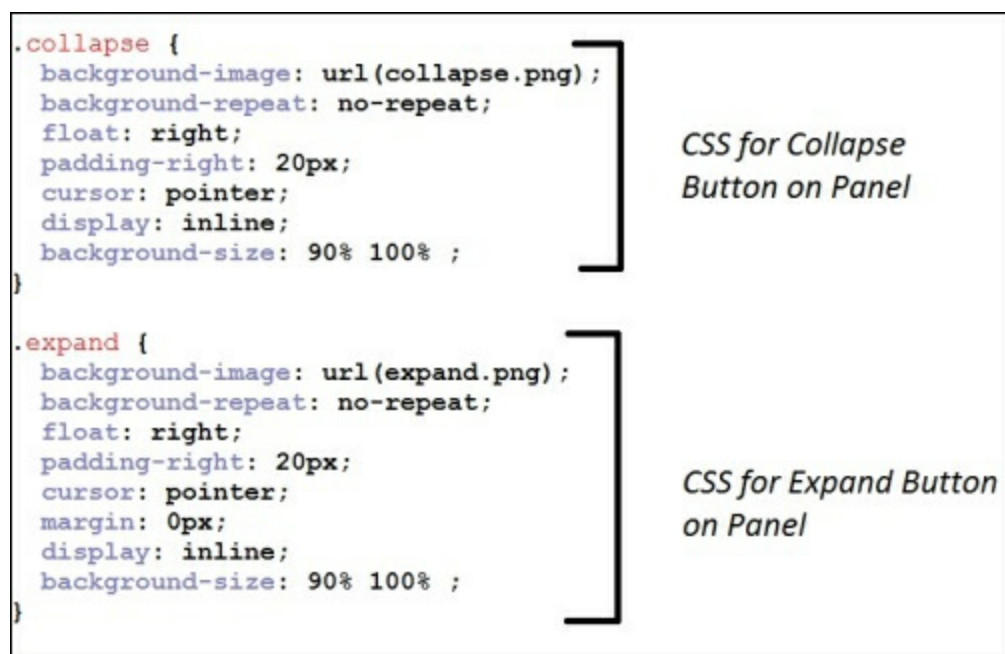 .collapse {
  background-image: url(collapse.png);
  background-repeat: no-repeat;
  float: right;
  padding-right: 20px;
  cursor: pointer;
  display: inline;
  background-size: 90% 100% ;
}
CSS for Collapse
Button on Panel
.expand {
  background-image: url(expand.png);
  background-repeat: no-repeat;
  float: right;
  padding-right: 20px;
  cursor: pointer;
  margin: 0px;
  display: inline;
  background-size: 90% 100% ;
}
CSS for Expand Button
on Panel